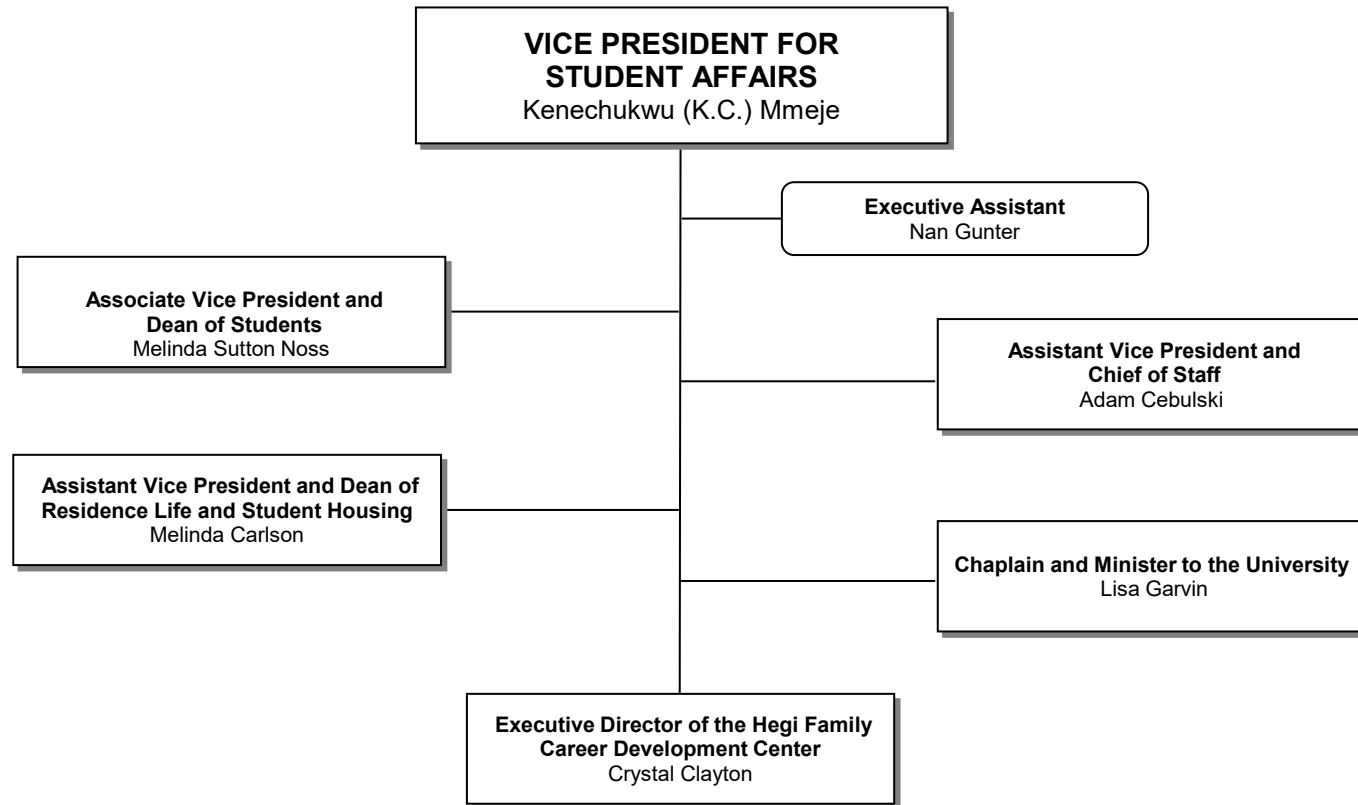 VICE PRESIDENT FOR
STUDENT AFFAIRS
Kenechukwu (K.C.) Mmeje
Executive Assistant
Nan Gunter
Associate Vice President and
Dean of Students
Melinda Sutton Noss
Assistant Vice President and
Chief of Staff
Adam Cebulski
Assistant Vice President and Dean of
Residence Life and Student Housing
Melinda Carlson
Chaplain and Minister to the University
Lisa Garvin
Executive Director of the Hegi Family
Career Development Center
Crystal Clayton